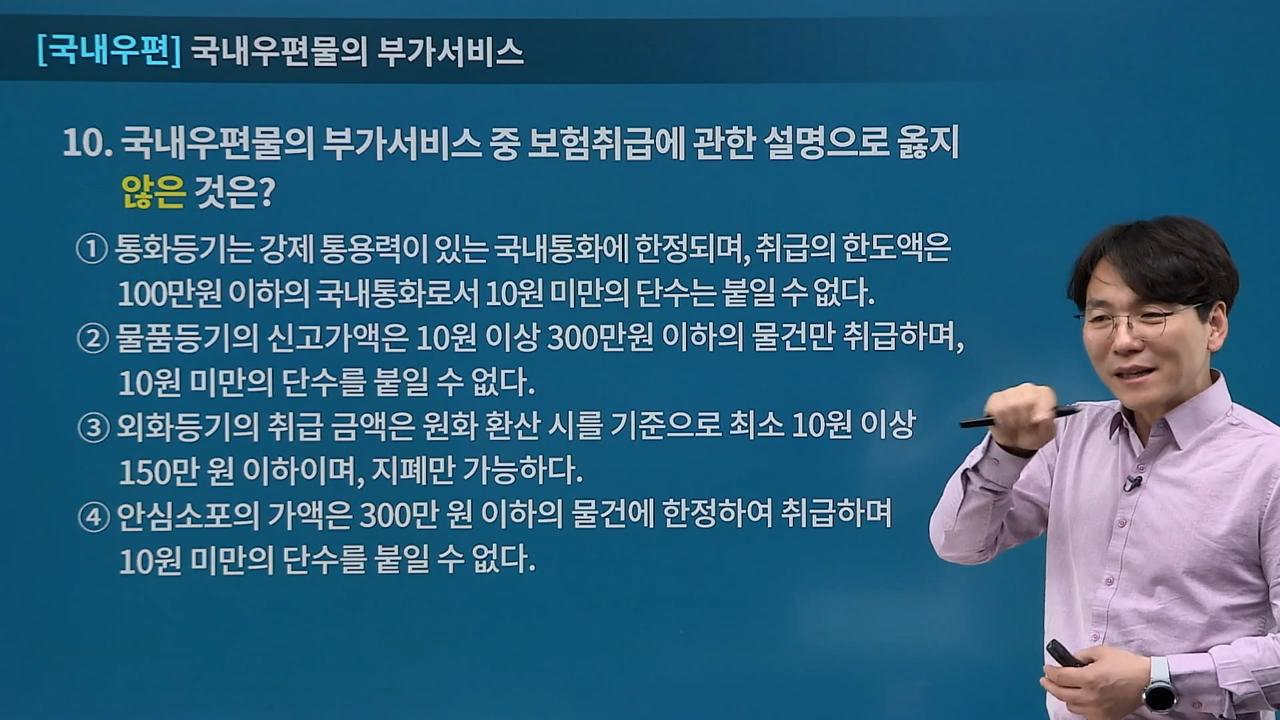 [국내우편] 국내우편물의 부가서비스
10. 국내우편물의 부가서비스 중 보험취급에 관한 설명으로 옳지
않은 것은?
① 통화등기는 강제 통용력이 있는 국내통화에 한정되며, 취급의 한도액은
100만원 이하의 국내통화로서 10원 미만의 단수는 붙일 수 없다.
② 물품등기의 신고가액은 10원 이상 300만원 이하의 물건만 취급하며,
10원 미만의 단수를 붙일 수 없다.
③ 외화등기의 취급 금액은 원화 환산 시를 기준으로 최소 10원 이상
150만 원 이하이며, 지폐만 가능하다.
④ 안심소포의 가액은 300만 원 이하의 물건에 한정하여 취급하며
10원 미만의 단수를 붙일 수 없다.